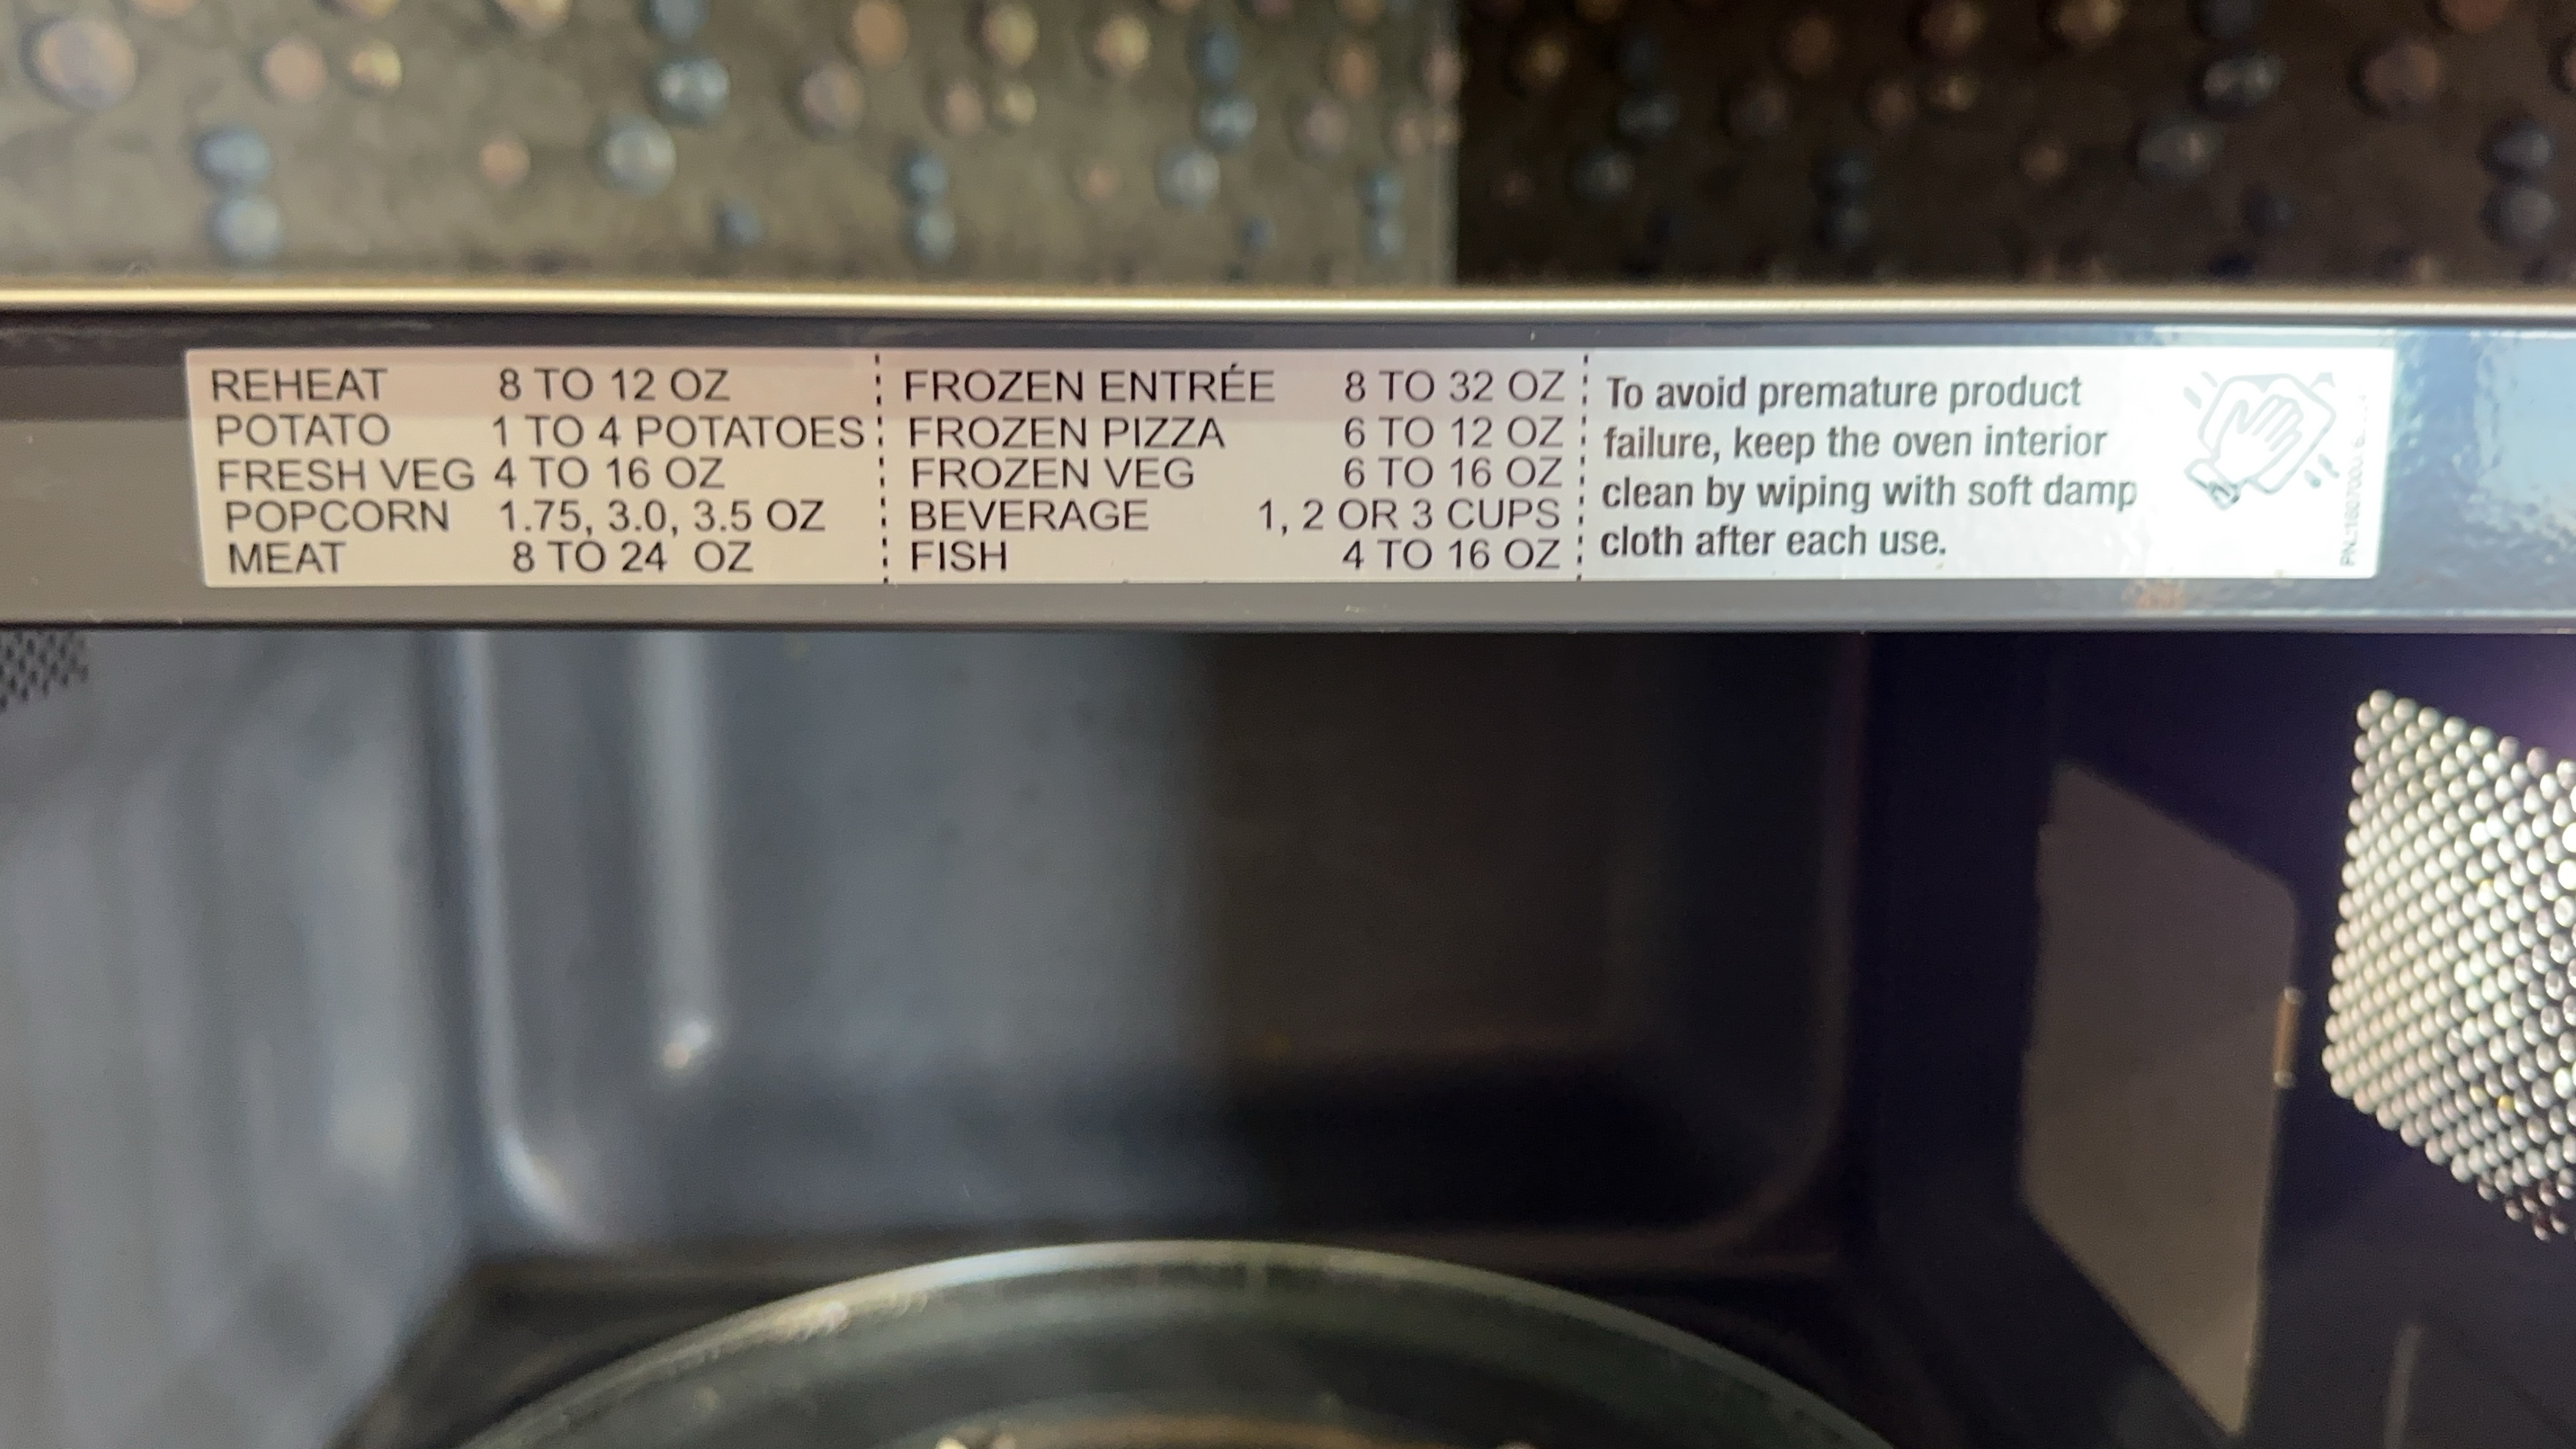 REHEAT 8 TO 12 OZ
POTATO 1 TO 4 POTATOES
FRESH VEG 4 TO 16 OZ
POPCORN 1.75, 3.0, 3.5 OZ
MEAT 8 TO 24 OZ
FROZEN ENTRÉE 8 TO 32 OZ
FROZEN PIZZA 6 TO 12 OZ
FROZEN VEG 6 TO 16 OZ
BEVERAGE 1, 2 OR 3 CUPS
FISH 4 TO 16 OZ
To avoid premature product
failure, keep the oven interior
clean by wiping with soft damp
cloth after each use.